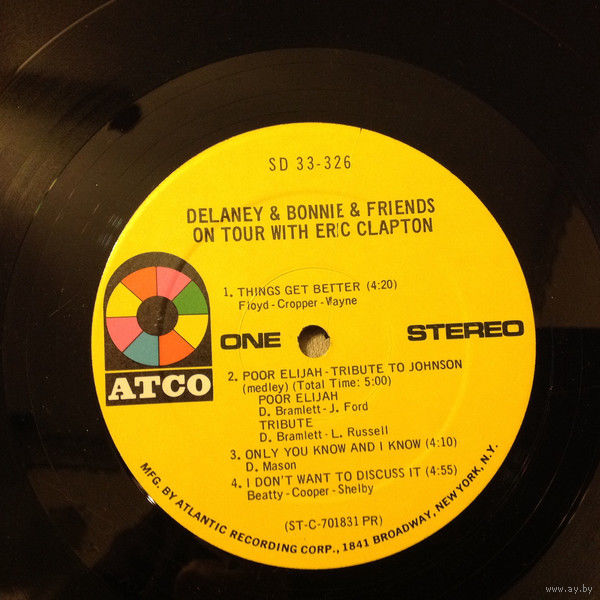 SD 33-326
DELANEY & BONNIE & FRIENDS
ON TOUR WITH ERIC CLAPTON
1. THINGS GET BETTER (4:20)
Floyd-Cropper-Wayne
ONE
STEREO
ATCO
2. POOR ELIJAH-TRIBUTE TO JOHNSON
(medley) (Total Time: 5:00)
POOR ELIJAH
D. Bramlett-J. Ford
TRIBUTE
D. Bramlett-L. Russell
3. ONLY YOU KNOW AND I KNOW (4:10)
D. Mason
4. I DON'T WANT TO DISCUSS IT (4:55)
Beatty-Cooper-Shelby
(ST-C-701831 PR)
MFG. BY ATLANTIC RECORDING CORP., 1841 BROADWAY, NEW YORK, N.Y.
www.ay.by